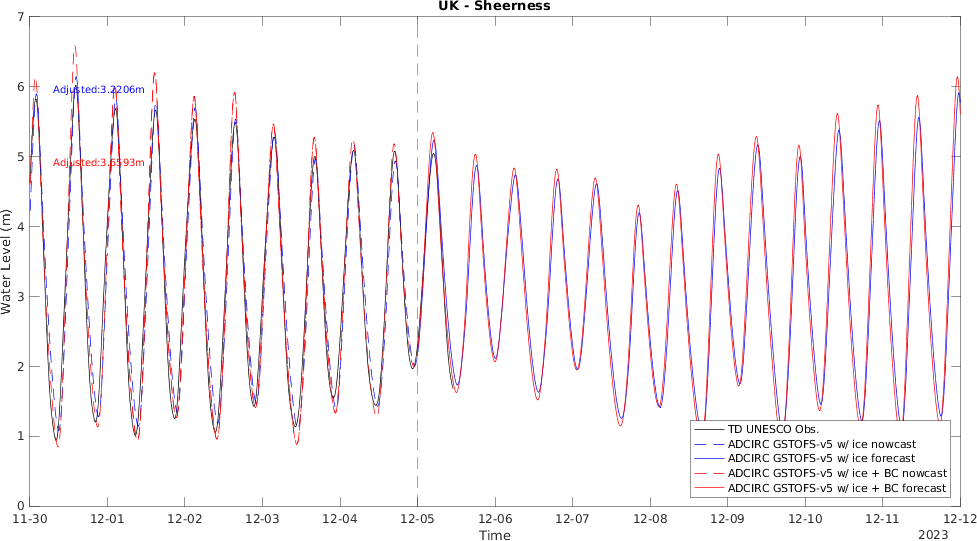 UK - Sheerness
7
6
5
4
3
2
1
0
Water Level (m)
Adjusted:3.2206m
Adjusted:3.5593m
TD UNESCO Obs.
ADCIRC GSTOFS-v5 w/ ice nowcast
ADCIRC GSTOFS-v5 w/ ice forecast
ADCIRC GSTOFS-v5 w/ ice + BC nowcast
ADCIRC GSTOFS-v5 w/ ice + BC forecast
11-30 12-01 12-02 12-03 12-04 12-05 12-06 12-07 12-08 12-09 12-10 12-11 12-12
Time
2023